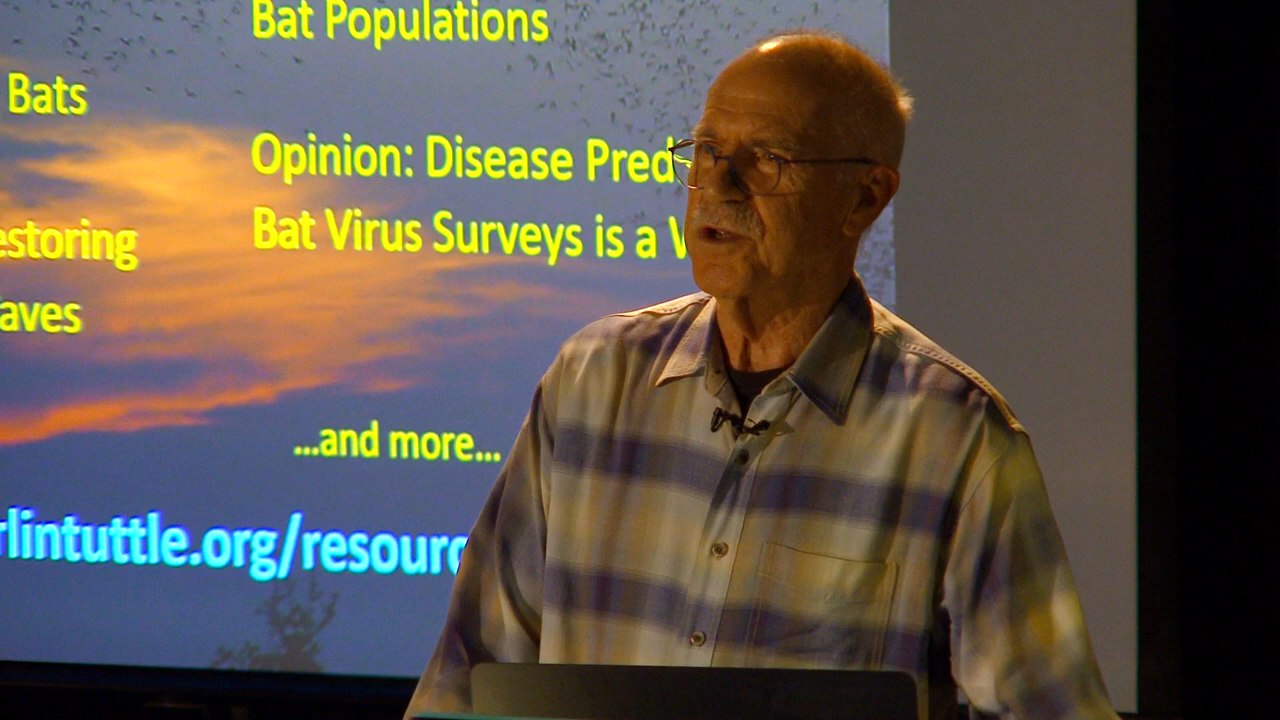 Bats
estoring
aves
Bat Populations
Opinion: Disease Pred
Bat Virus Surveys is a
...and more...
rlintuttle.org/resourc